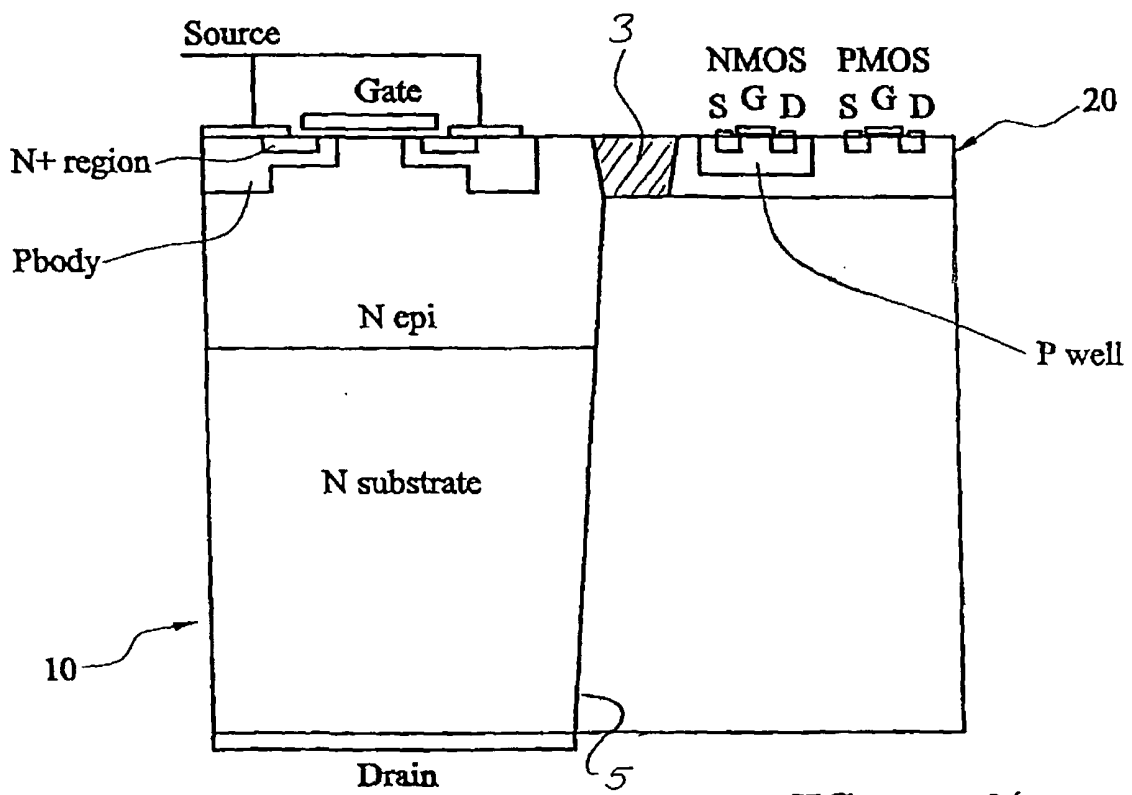 Source
3
NMOS PMOS
Gate
S G D S G D
20
N+ region
Pbody
N epi
P well
N substrate
10
Drain
5